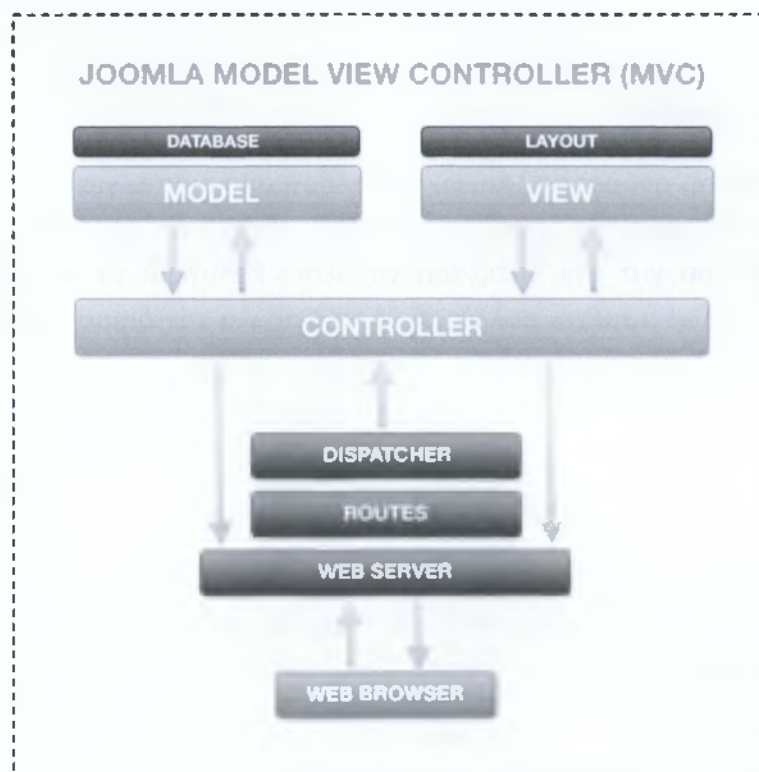 JOOMLA MODEL VIEW CONTROLLER (MVC)
DATABASE
LAYOUT
MODEL
VIEW
CONTROLLER
DISPATCHER
ROUTES
WEB SERVER
WEB BROWSER